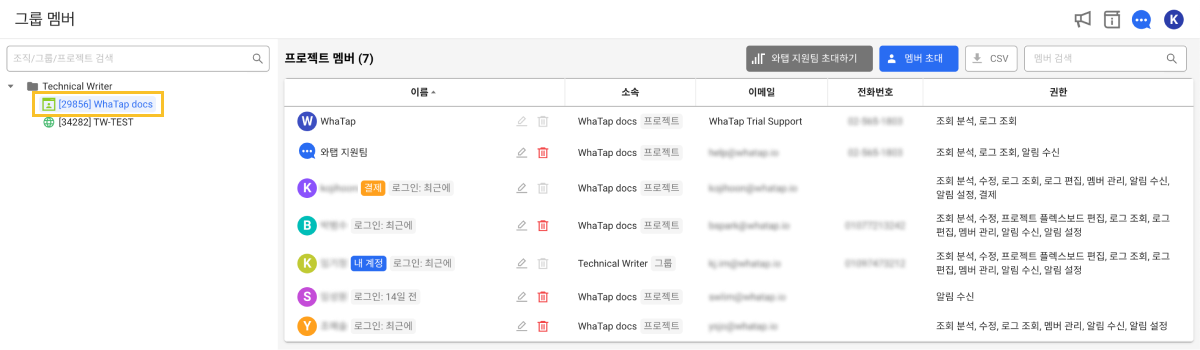 그룹 멤버
K
조직/그룹/프로젝트 검색
Technical Writer
[29856] WhaTap docs
[34282] TW-TEST
프로젝트 멤버 (7)
와탭 지원팀 초대하기
멤버 초대
CSV
멤버 검색
이름 소속 이메일 전화번호 권한
W WhaTap WhaTap docs 프로젝트 WhaTap Trial Support 조회 분석, 로그 조회
와탭 지원팀 WhaTap docs 프로젝트 조회 분석, 로그 조회, 알림 수신
K 결제 로그인: 최근에 WhaTap docs 프로젝트 조회 분석, 수정, 로그 조회, 로그 편집, 멤버 관리, 알림 수신,
알림 설정, 결제
B 로그인: 최근에 WhaTap docs 프로젝트 조회 분석, 수정, 프로젝트 플렉스보드 편집, 로그 조회, 로그
편집, 멤버 관리, 알림 수신, 알림 설정
K 내 계정 로그인: 최근에 Technical Writer 그룹 조회 분석, 수정, 프로젝트 플렉스보드 편집, 로그 조회, 로그
편집, 멤버 관리, 알림 수신, 알림 설정
S 로그인: 14일 전 WhaTap docs 프로젝트 알림 수신
Y 로그인: 최근에 WhaTap docs 프로젝트 조회 분석, 수정, 로그 조회, 멤버 관리, 알림 수신, 알림 설정